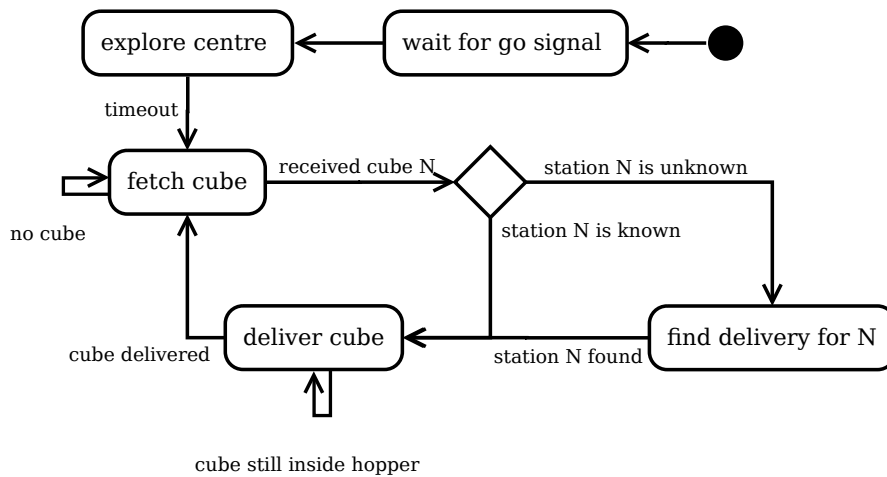 explore centre
wait for go signal
timeout
fetch cube
received cube N
station N is unknown
no cube
station N is known
deliver cube
find delivery for N
cube delivered
station N found
cube still inside hopper